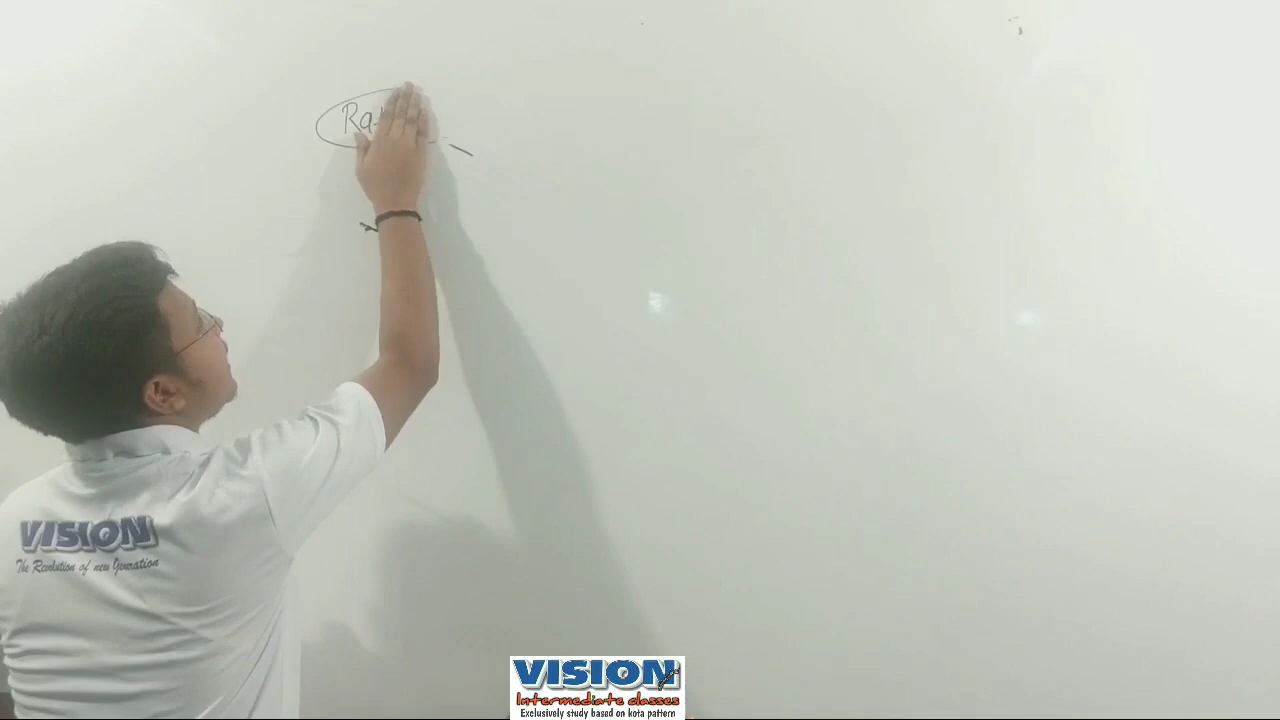 VISION
The Revolution of new Generation
VISION
Intermediate classes
Exclusively study based on kota pattern